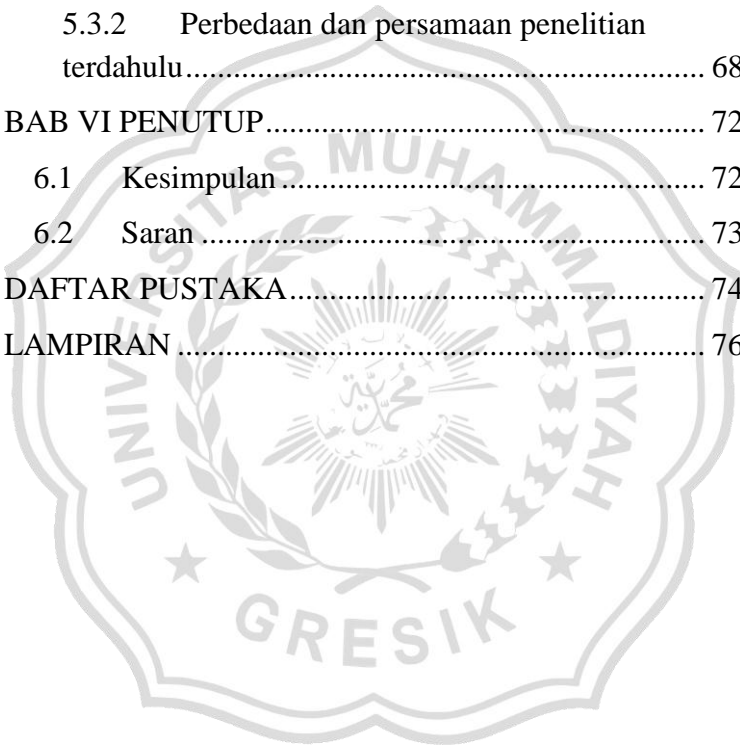 5.3.2 Perbedaan dan persamaan penelitian
terdahulu.................................................................. 68
BAB VI PENUTUP...................................................... 72
6.1 Kesimpulan.................................................... 72
6.2 Saran.............................................................. 73
DAFTAR PUSTAKA................................................... 74
LAMPIRAN................................................................. 76
UNIVERSITAS MUHAMMADIYAH
GRESIK